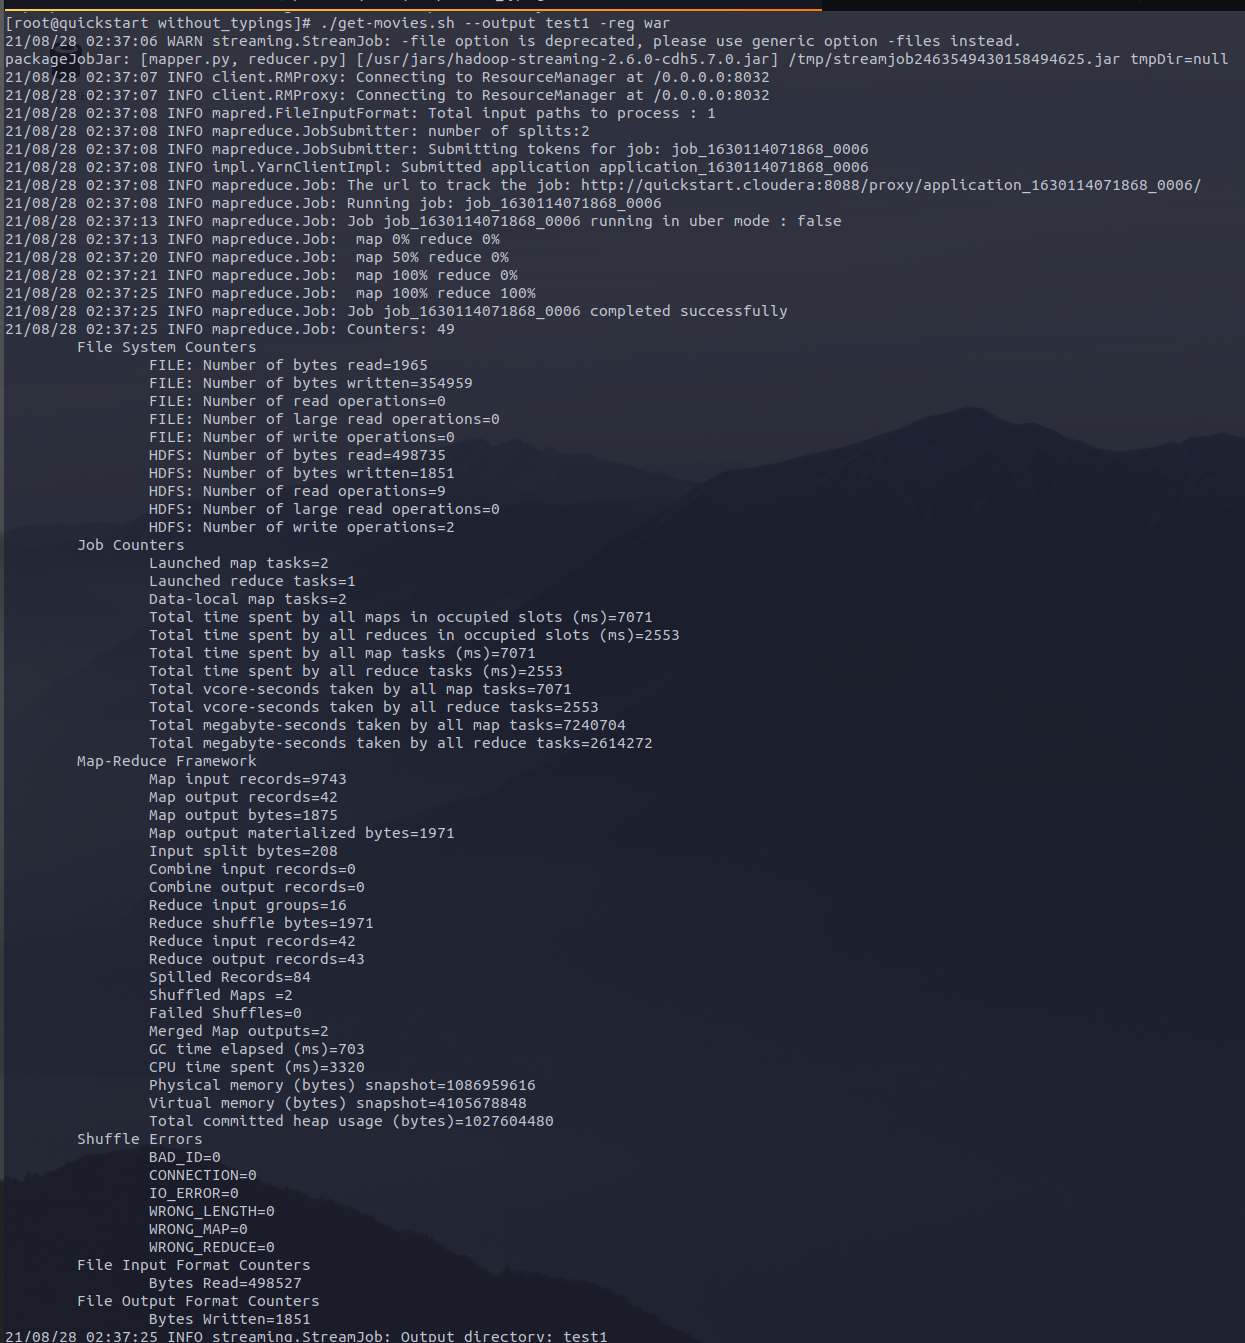 [root@quickstart without_typings]# ./get-movies.sh --output test1 -reg war
21/08/28 02:37:06 WARN streaming.StreamJob: -file option is deprecated, please use generic option -files instead.
packageJobJar: [mapper.py, reducer.py] [/usr/jars/hadoop-streaming-2.6.0-cdh5.7.0.jar] /tmp/streamjob2463549430158494625.jar tmpDir=null
21/08/28 02:37:07 INFO client.RMProxy: Connecting to ResourceManager at /0.0.0.0:8032
21/08/28 02:37:07 INFO client.RMProxy: Connecting to ResourceManager at /0.0.0.0:8032
21/08/28 02:37:08 INFO mapred.FileInputFormat: Total input paths to process : 1
21/08/28 02:37:08 INFO mapreduce.JobSubmitter: number of splits:2
21/08/28 02:37:08 INFO mapreduce.JobSubmitter: Submitting tokens for job: job_1630114071868_0006
21/08/28 02:37:08 INFO impl.YarnClientImpl: Submitted application application_1630114071868_0006
21/08/28 02:37:08 INFO mapreduce.Job: The url to track the job: http://quickstart.cloudera:8088/proxy/application_1630114071868_0006/
21/08/28 02:37:08 INFO mapreduce.Job: Running job: job_1630114071868_0006
21/08/28 02:37:13 INFO mapreduce.Job: Job job_1630114071868_0006 running in uber mode : false
21/08/28 02:37:13 INFO mapreduce.Job:  map 0% reduce 0%
21/08/28 02:37:20 INFO mapreduce.Job:  map 50% reduce 0%
21/08/28 02:37:21 INFO mapreduce.Job:  map 100% reduce 0%
21/08/28 02:37:25 INFO mapreduce.Job:  map 100% reduce 100%
21/08/28 02:37:25 INFO mapreduce.Job: Job job_1630114071868_0006 completed successfully
21/08/28 02:37:25 INFO mapreduce.Job: Counters: 49
File System Counters
FILE: Number of bytes read=1965
FILE: Number of bytes written=354959
FILE: Number of read operations=0
FILE: Number of large read operations=0
FILE: Number of write operations=0
HDFS: Number of bytes read=498735
HDFS: Number of bytes written=1851
HDFS: Number of read operations=9
HDFS: Number of large read operations=0
HDFS: Number of write operations=2
Job Counters
Launched map tasks=2
Launched reduce tasks=1
Data-local map tasks=2
Total time spent by all maps in occupied slots (ms)=7071
Total time spent by all reduces in occupied slots (ms)=2553
Total time spent by all map tasks (ms)=7071
Total time spent by all reduce tasks (ms)=2553
Total vcore-seconds taken by all map tasks=7071
Total vcore-seconds taken by all reduce tasks=2553
Total megabyte-seconds taken by all map tasks=7240704
Total megabyte-seconds taken by all reduce tasks=2614272
Map-Reduce Framework
Map input records=9743
Map output records=42
Map output bytes=1875
Map output materialized bytes=1971
Input split bytes=208
Combine input records=0
Combine output records=0
Reduce input groups=16
Reduce shuffle bytes=1971
Reduce input records=42
Reduce output records=43
Spilled Records=84
Shuffled Maps =2
Failed Shuffles=0
Merged Map outputs=2
GC time elapsed (ms)=703
CPU time spent (ms)=3320
Physical memory (bytes) snapshot=1086959616
Virtual memory (bytes) snapshot=4105678848
Total committed heap usage (bytes)=1027604480
Shuffle Errors
BAD_ID=0
CONNECTION=0
IO_ERROR=0
WRONG_LENGTH=0
WRONG_MAP=0
WRONG_REDUCE=0
File Input Format Counters
Bytes Read=498527
File Output Format Counters
Bytes Written=1851
21/08/28 02:37:25 INFO streaming.StreamJob: Output directory: test1